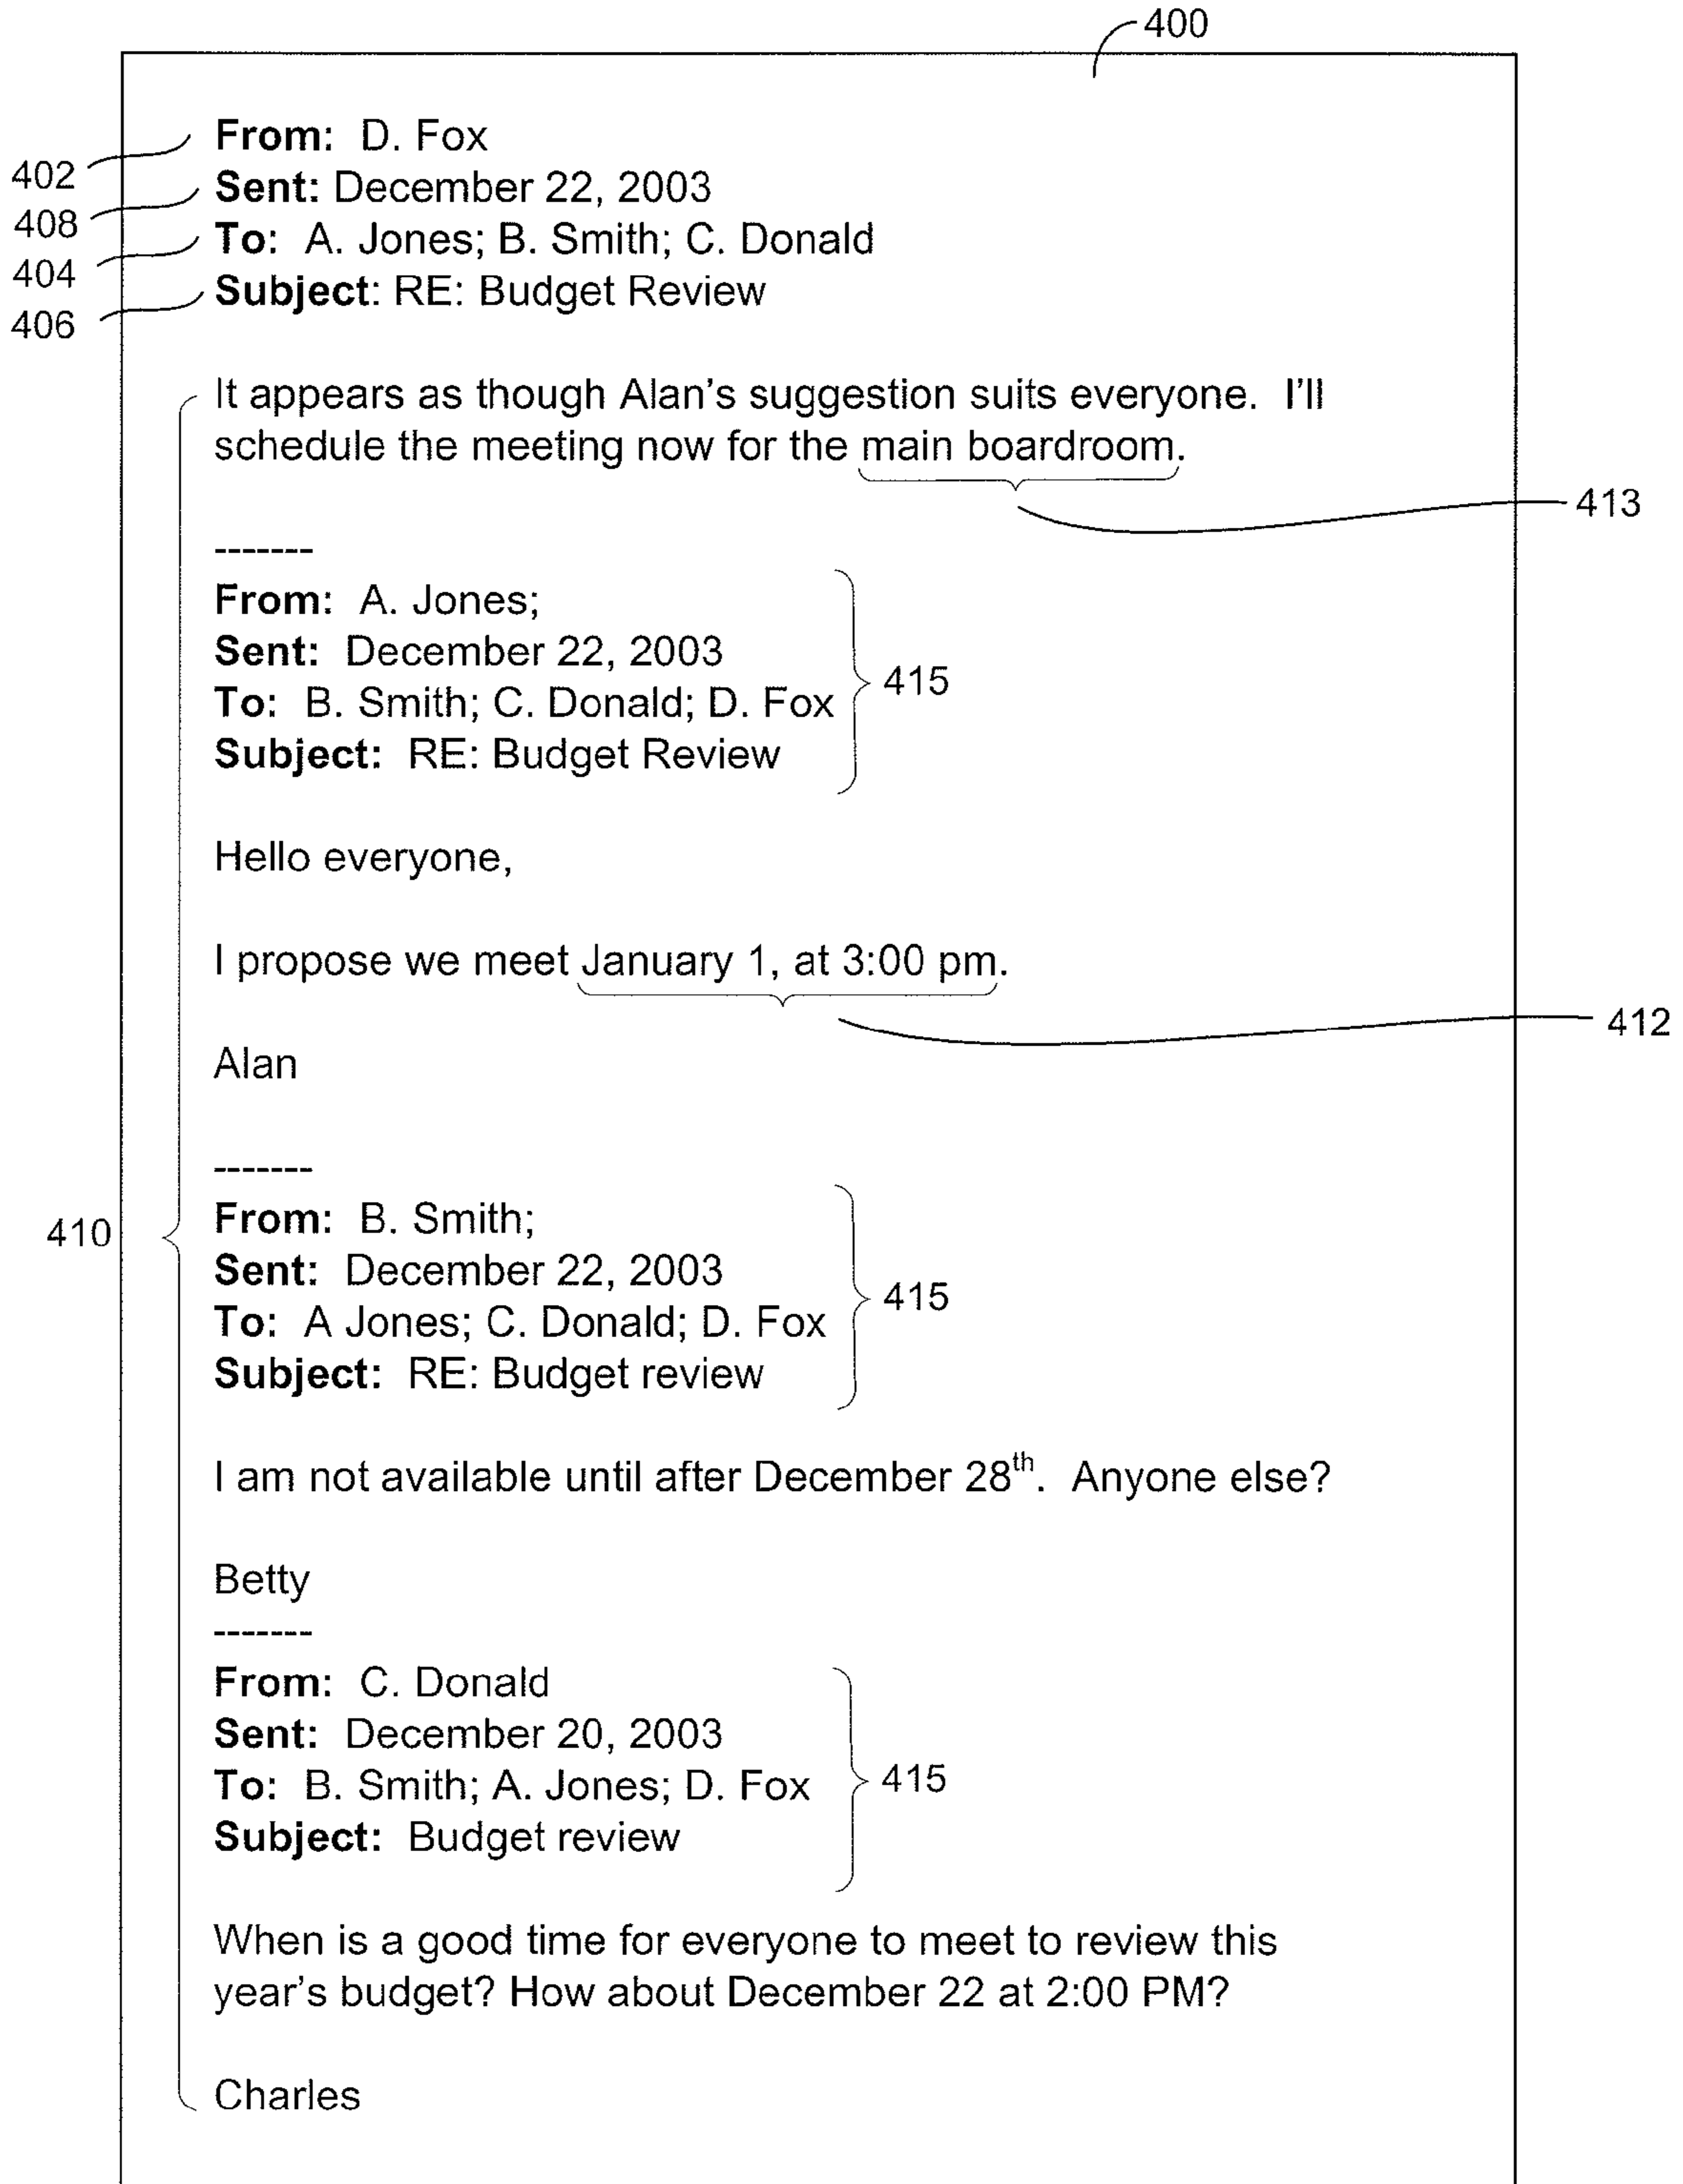 400
From: D. Fox
402
Sent: December 22, 2003
408
To: A. Jones; B. Smith; C. Donald
404
Subject: RE: Budget Review
406
It appears as though Alan's suggestion suits everyone. I'll
schedule the meeting now for the main boardroom.
413
-------
From: A. Jones;
Sent: December 22, 2003
To: B. Smith; C. Donald; D. Fox
415
Subject: RE: Budget Review
Hello everyone,
I propose we meet January 1, at 3:00 pm.
412
Alan
-------
410
From: B. Smith;
Sent: December 22, 2003
415
To: A Jones; C. Donald; D. Fox
Subject: RE: Budget review
I am not available until after December 28th. Anyone else?
Betty
-------
From: C. Donald
Sent: December 20, 2003
To: B. Smith; A. Jones; D. Fox
415
Subject: Budget review
When is a good time for everyone to meet to review this
year's budget? How about December 22 at 2:00 PM?
Charles